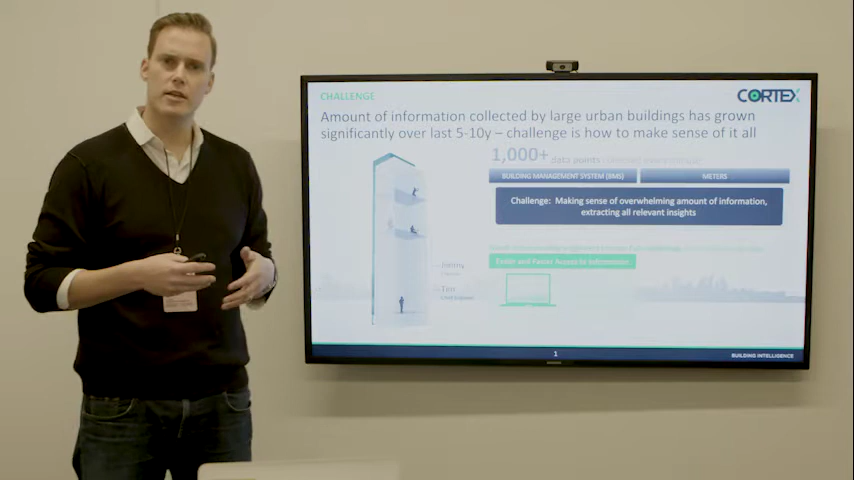 CHALLENGE
CORTEX
Amount of information collected by large urban buildings has grown
significantly over last 5-10y – challenge is how to make sense of it all
1,000+ data points
BUILDING MANAGEMENT SYSTEM (BMS)
METERS
Challenge: Making sense of overwhelming amount of information,
extracting all relevant insights
Easier and Faster Access to Information
Tim
1
BUILDING INTELLIGENCE